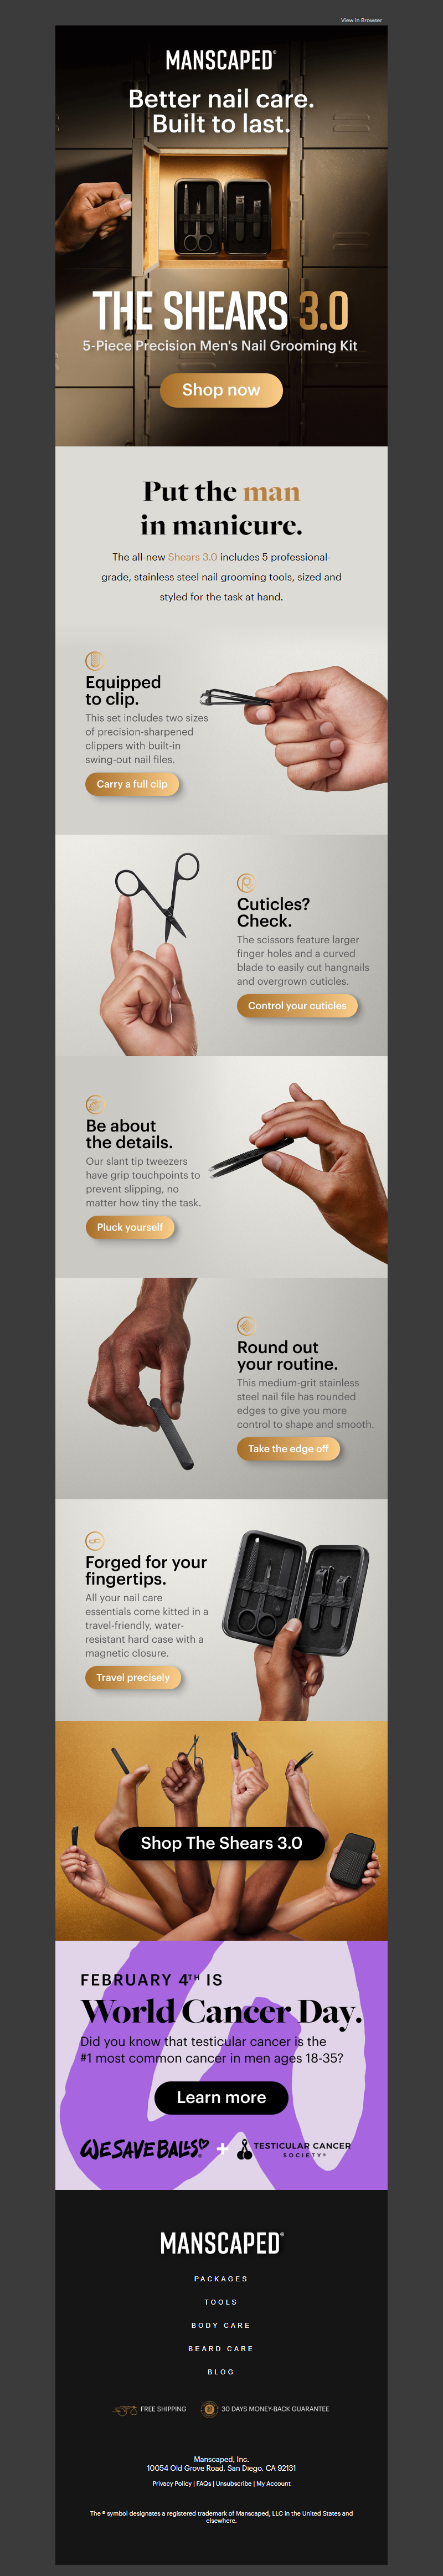 View in Browser
MANSCAPED®
Better nail care.
Built to last.
THE SHEARS 3.0
5-Piece Precision Men's Nail Grooming Kit
Shop now
Put the man
in manicure.
The all-new Shears 3.0 includes 5 professional-
grade, stainless steel nail grooming tools, sized and
styled for the task at hand.
Equipped
to clip.
This set includes two sizes
of precision-sharpened
clippers with built-in
swing-out nail files.
Carry a full clip
Cuticles?
Check.
The scissors feature larger
finger holes and a curved
blade to easily cut hangnails
and overgrown cuticles.
Control your cuticles
Be about
the details.
Our slant tip tweezers
have grip touchpoints to
prevent slipping, no
matter how tiny the task.
Pluck yourself
Round out
your routine.
This medium-grit stainless
steel nail file has rounded
edges to give you more
control to shape and smooth.
Take the edge off
Forged for your
fingertips.
All your nail care
essentials come kitted in a
travel-friendly, water-
resistant hard case with a
magnetic closure.
Travel precisely
Shop The Shears 3.0
FEBRUARY 4TH IS
World Cancer Day.
Did you know that testicular cancer is the
#1 most common cancer in men ages 18-35?
Learn more
WESAVEBALLS® + TESTICULAR CANCER
SOCIETY®
MANSCAPED®
PACKAGES
TOOLS
BODY CARE
BEARD CARE
BLOG
FREE SHIPPING 30 DAYS MONEY-BACK GUARANTEE
Manscaped, Inc.
10054 Old Grove Road, San Diego, CA 92131
Privacy Policy | FAQs | Unsubscribe | My Account
The ® symbol designates a registered trademark of Manscaped, LLC in the United States and
elsewhere.